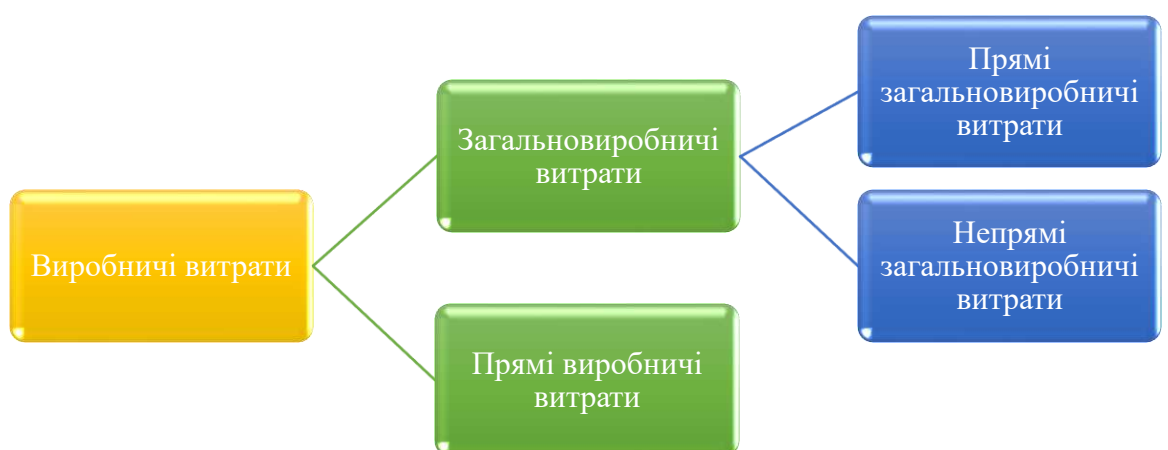 Виробничі витрати
Загальновиробничі
витрати
Прямі виробничі
витрати
Прямі
загальновиробничі
витрати
Непрямі
загальновиробничі
витрати